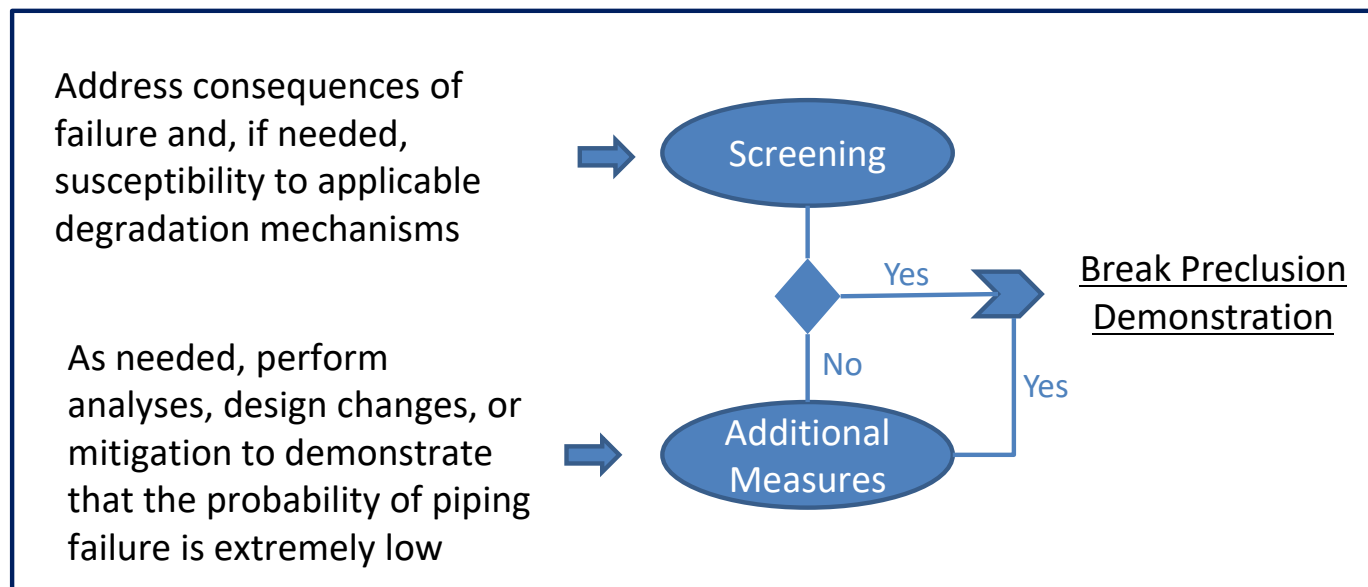 Address consequences of
failure and, if needed,
susceptibility to applicable
degradation mechanisms
Screening
Yes
Break Preclusion
Demonstration
No
Yes
As needed, perform
analyses, design changes, or
mitigation to demonstrate
that the probability of piping
failure is extremely low
Additional
Measures